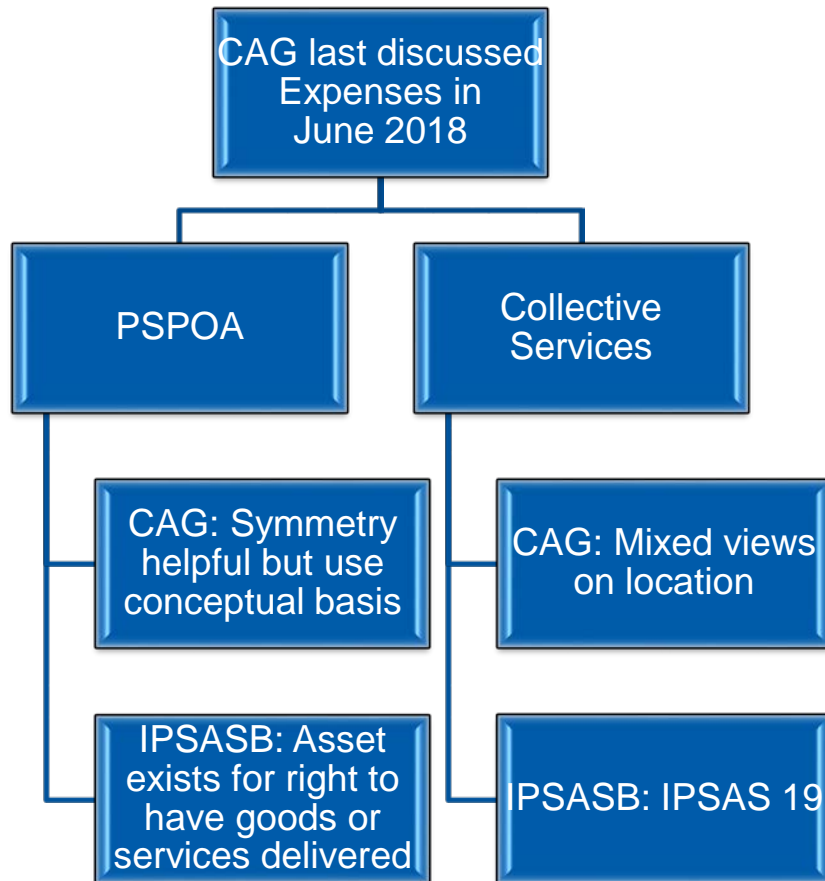 CAG last discussed
Expenses in
June 2018
PSPOA
Collective
Services
CAG: Symmetry
helpful but use
conceptual basis
CAG: Mixed views
on location
IPSASB: Asset
exists for right to
have goods or
services delivered
IPSASB: IPSAS 19